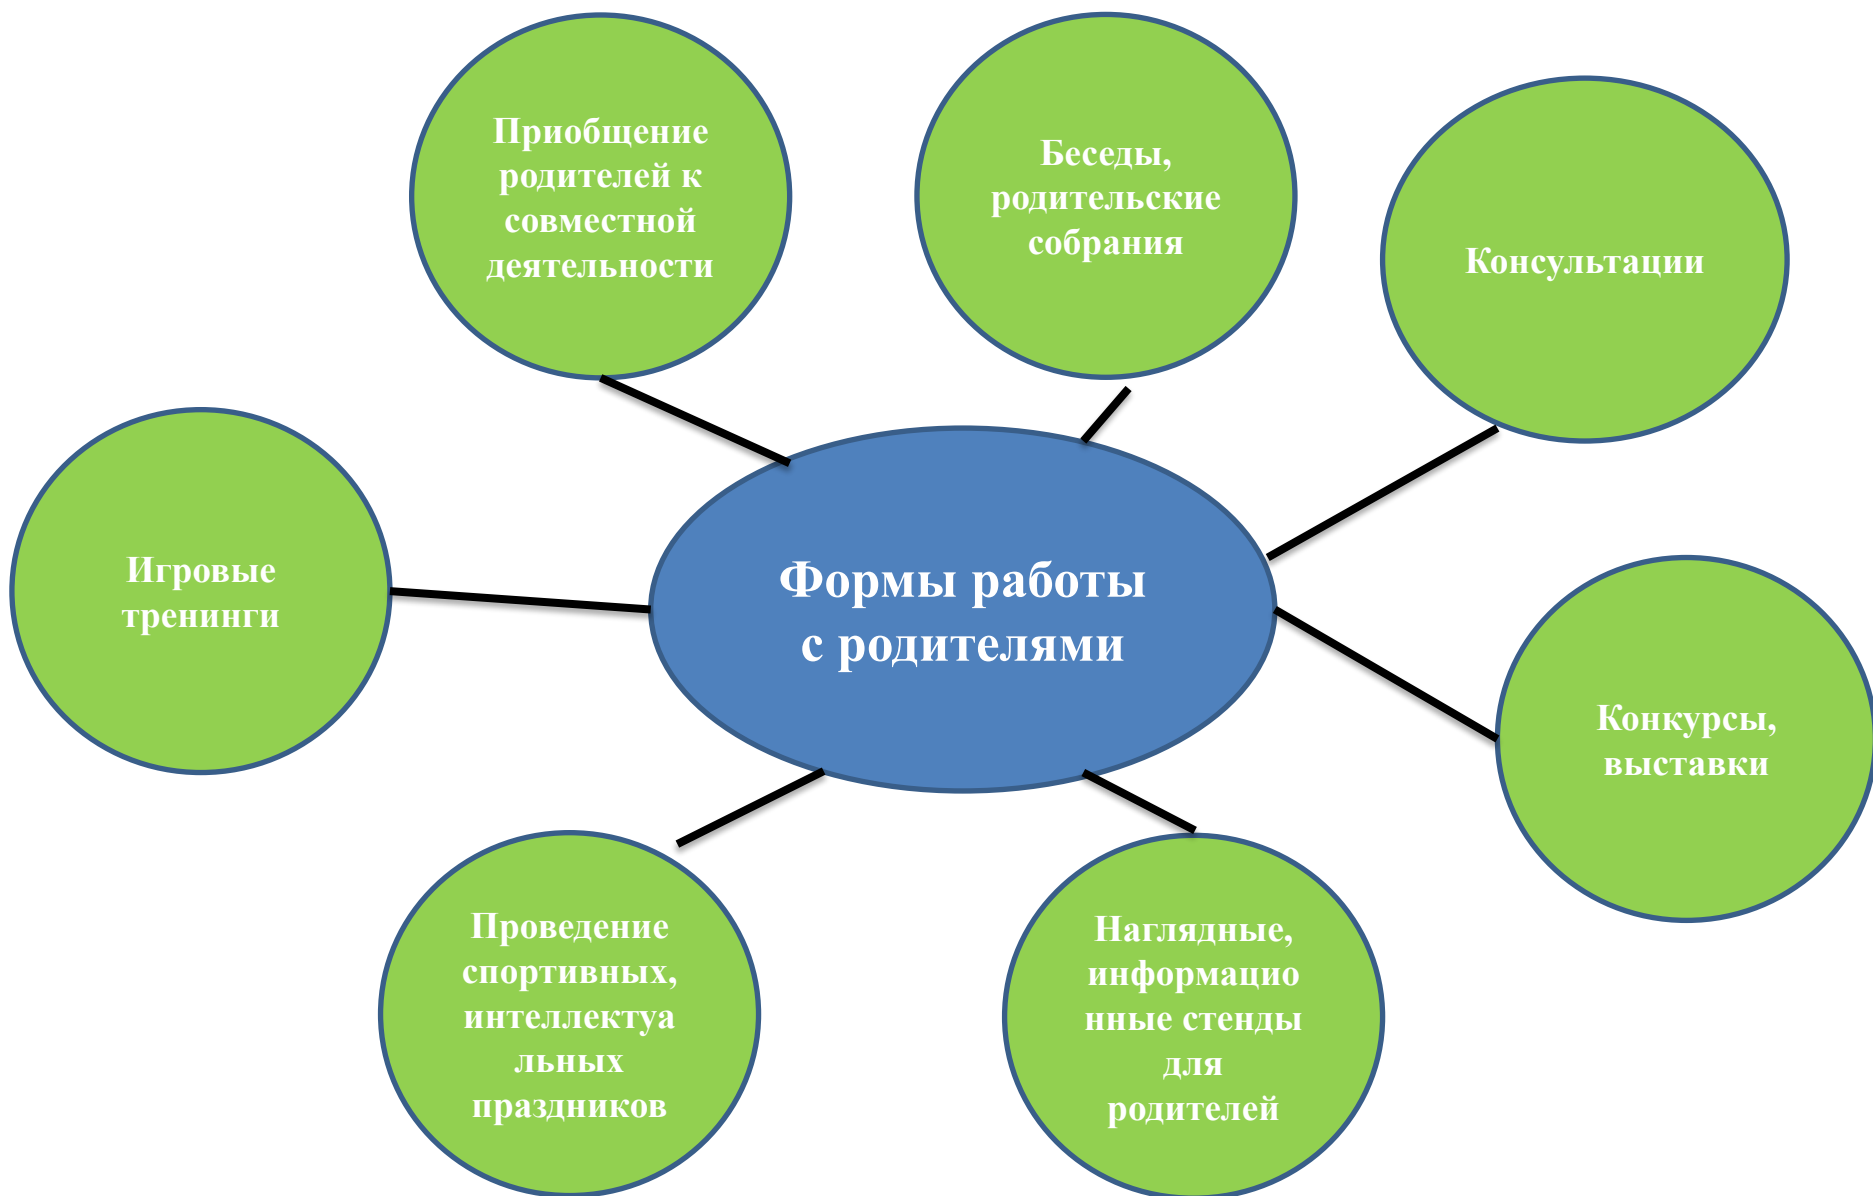 Приобщение
родителей к
совместной
деятельности
Беседы,
родительские
собрания
Консультации
Игровые
тренинги
Формы работы
с родителями
Конкурсы,
выставки
Проведение
спортивных,
интеллектуа
льных
праздников
Наглядные,
информацио
нные стенды
для
родителей